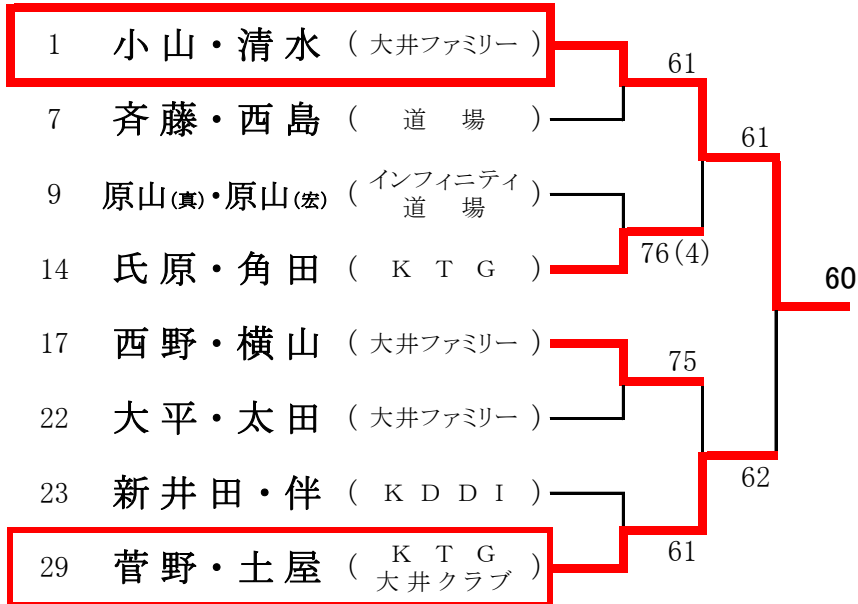 1 小山・清水 (大井ファミリー)
61
7 斉藤・西島 (道場)
61
9 原山(真)・原山(宏) (インフィニティ
道場)
76(4)
14 氏原・角田 (KTG)
60
17 西野・横山 (大井ファミリー)
75
22 大平・太田 (大井ファミリー)
62
23 新井田・伴 (KDDI)
61
29 菅野・土屋 (KTG
大井クラブ)